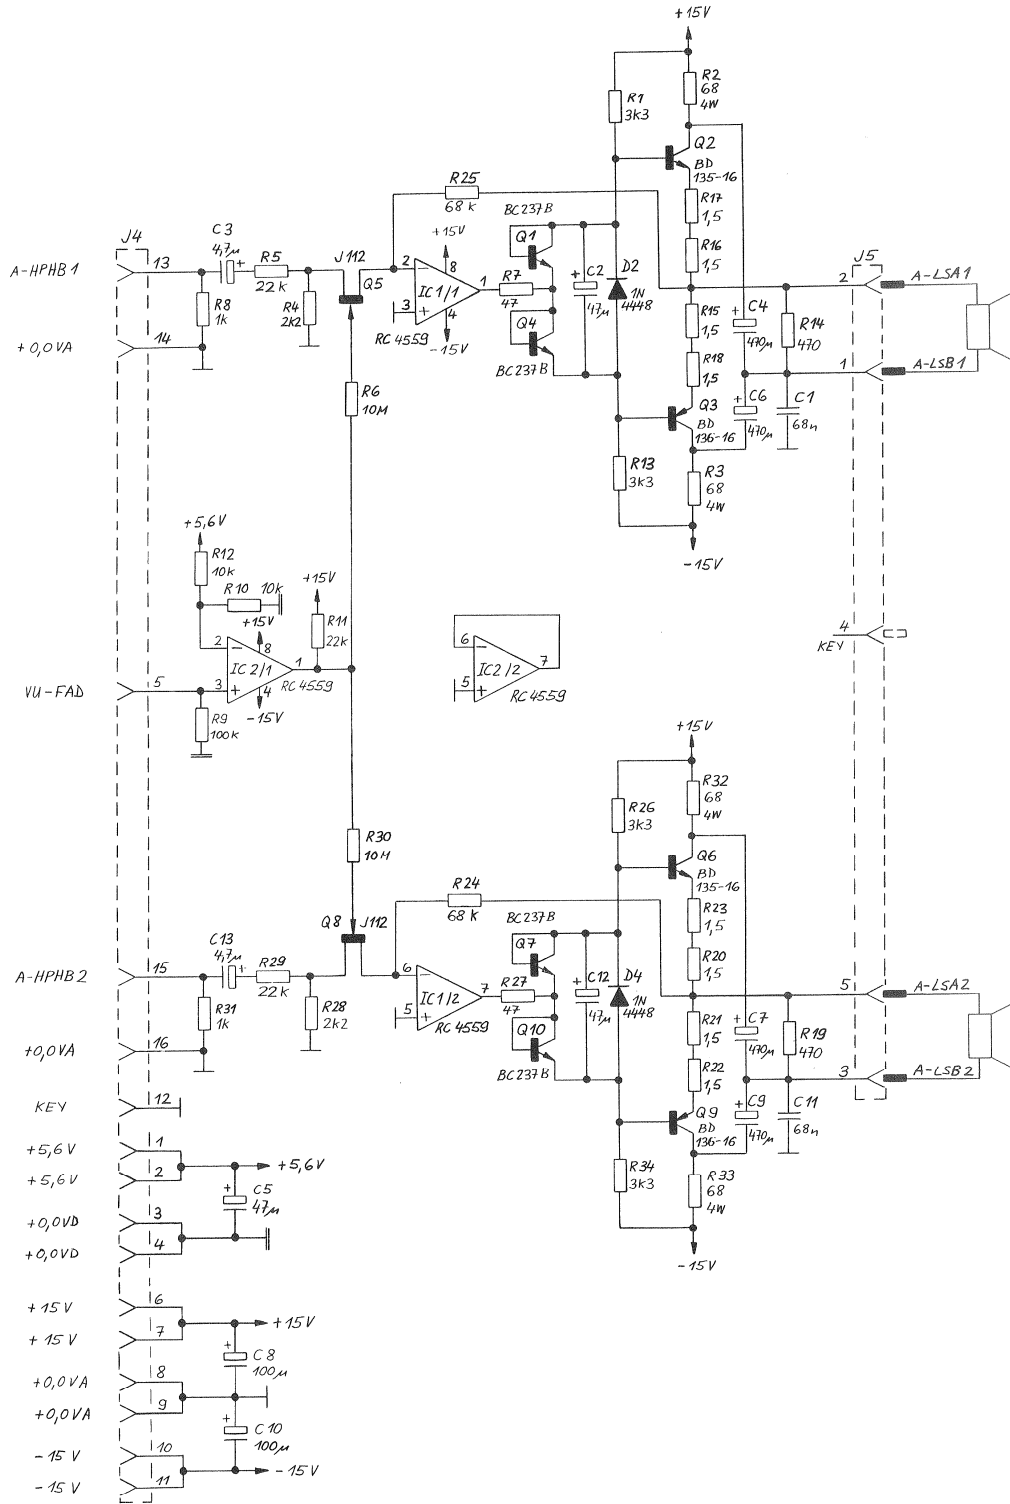 +15V
R2
68
4W
R1
3K3
Q2
BD
135-16
R25
68 K
BC237B
R17
1,5
R16
1,5
J4
C3
4,7µ
+
R5
22 K
J112
Q5
+15V
Q1
D2
1N
4448
J5
A-HPHB1
13
R8
1k
R4
2K2
2
−
8
IC1/1
1
3
+
4
RC 4559
-15V
R7
47
Q4
BC237B
+
C2
47µ
R15
1,5
R18
1,5
+
C4
470µ
R14
470
2
A-LSA1
+0,0VA
14
1
A-LSB1
R6
10M
Q3
BD
136-16
+
C6
470µ
C1
68n
R13
3K3
R3
68
4W
-15V
+5,6V
R12
10k
R10
10k
+15V
R11
22k
+15V
2
−
8
IC2/1
1
3
+
4
RC4559
-15V
6
−
IC2/2
7
5
+
RC4559
4
KEY
VU-FAD
5
R9
100k
+15V
R32
68
4W
R26
3K3
R30
10M
Q6
BD
135-16
R24
68 K
BC237B
R23
1,5
R20
1,5
Q8
J112
C13
4,7µ
+
R29
22 k
Q7
D4
1N
4448
A-HPHB2
15
R31
1k
R28
2k2
6
−
IC1/2
7
5
+
RC 4559
R27
47
Q10
BC237B
+
C12
47µ
R21
1,5
R22
1,5
+
C7
470µ
R19
470
5
A-LSA2
+0,0VA
16
3
A-LSB2
KEY
12
Q9
BD
136-16
+
C9
470µ
C11
68n
R34
3K3
R33
68
4W
-15V
+5,6V
1
+5,6V
+5,6V
2
+
C5
47µ
+0,0VD
3
+0,0VD
4
+15V
6
+15V
+15V
7
+
C8
100µ
+0,0VA
8
+0,0VA
9
+
C10
100µ
-15 V
10
-15V
-15 V
11